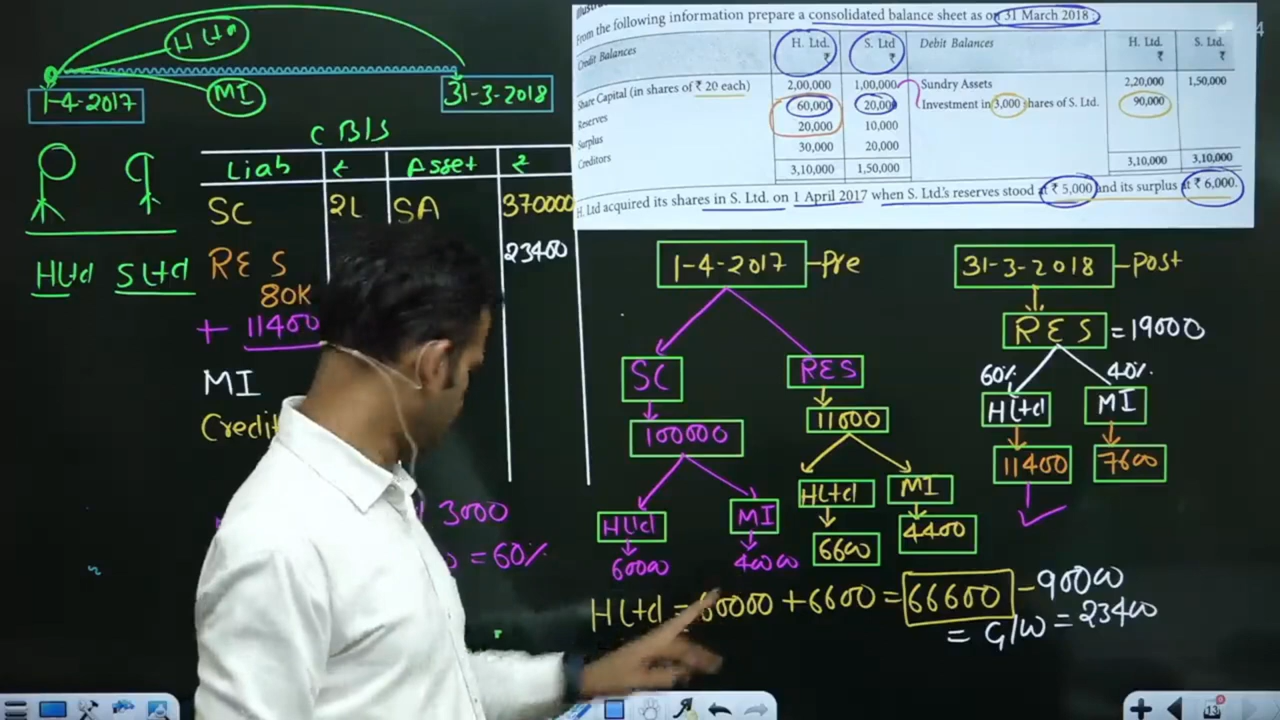 Illustra
From the following information prepare a consolidated balance sheet as on 31 March 2018 :
Credit Balances H. Ltd. ₹ S. Ltd ₹ Debit Balances H. Ltd. ₹ S. Ltd. ₹
Share Capital (in shares of ₹ 20 each) 2,00,000 1,00,000 Sundry Assets 2,20,000 1,50,000
Reserves 60,000 20,000 Investment in 3,000 shares of S. Ltd. 90,000
Surplus 20,000 10,000
Creditors 30,000 20,000
3,10,000 1,50,000 3,10,000 3,10,000
H. Ltd acquired its shares in S. Ltd. on 1 April 2017 when S. Ltd.'s reserves stood at ₹ 5,000 and its surplus at ₹ 6,000.
4
H Ltd
MI
1-4-2017
31-3-2018
H Ltd S Ltd
C B/S
Liab ₹ Asset ₹
SC 2L SA 370000
RES 23400
80K
+ 11400
MI
Credit
3000
= 60%
1-4-2017 - Pre
SC
RES
100000
11000
H Ltd
MI
60000
40000
H Ltd
MI
6600
4400
31-3-2018 - Post
RES = 19000
60%
40%
H Ltd
MI
11400
7600
H Ltd = 60000 + 6600 = 66600 - 90000
= G/W = 23400
13